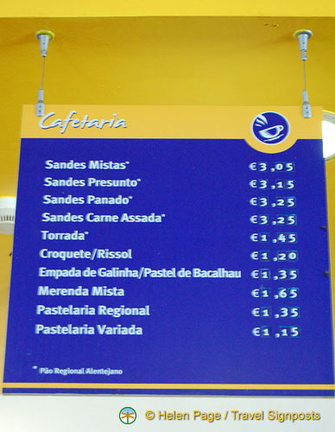 Cafetaria
Sandes Mistas* €3,05
Sandes Presunto* €3,15
Sandes Panado* €3,25
Sandes Carne Assada* €3,25
Torrada* €1,45
Croquete/Rissol €1,20
Empada de Galinha/Pastel de Bacalhau €1,35
Merenda Mista €1,65
Pastelaria Regional €1,35
Pastelaria Variada €1,15
* Pão Regional Alentejano
© Helen Page / Travel Signposts